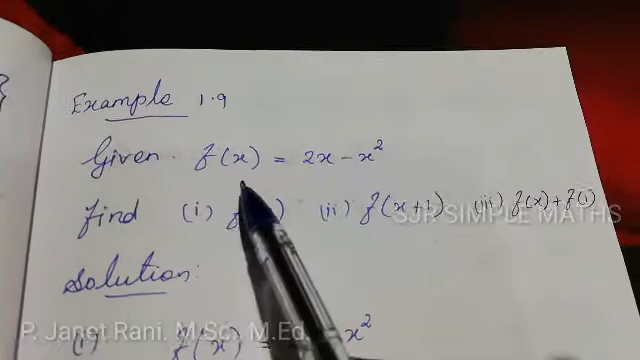 Example 1.9
Given. f(x) = 2x - x²
Find (i) f( ) (ii) f(x+1) (iii) f(x) + f(1)
SJR SIMPLE MATHS
Solution:
(i) f(x) = x²
P. Janet Rani. M.Sc., M.Ed.